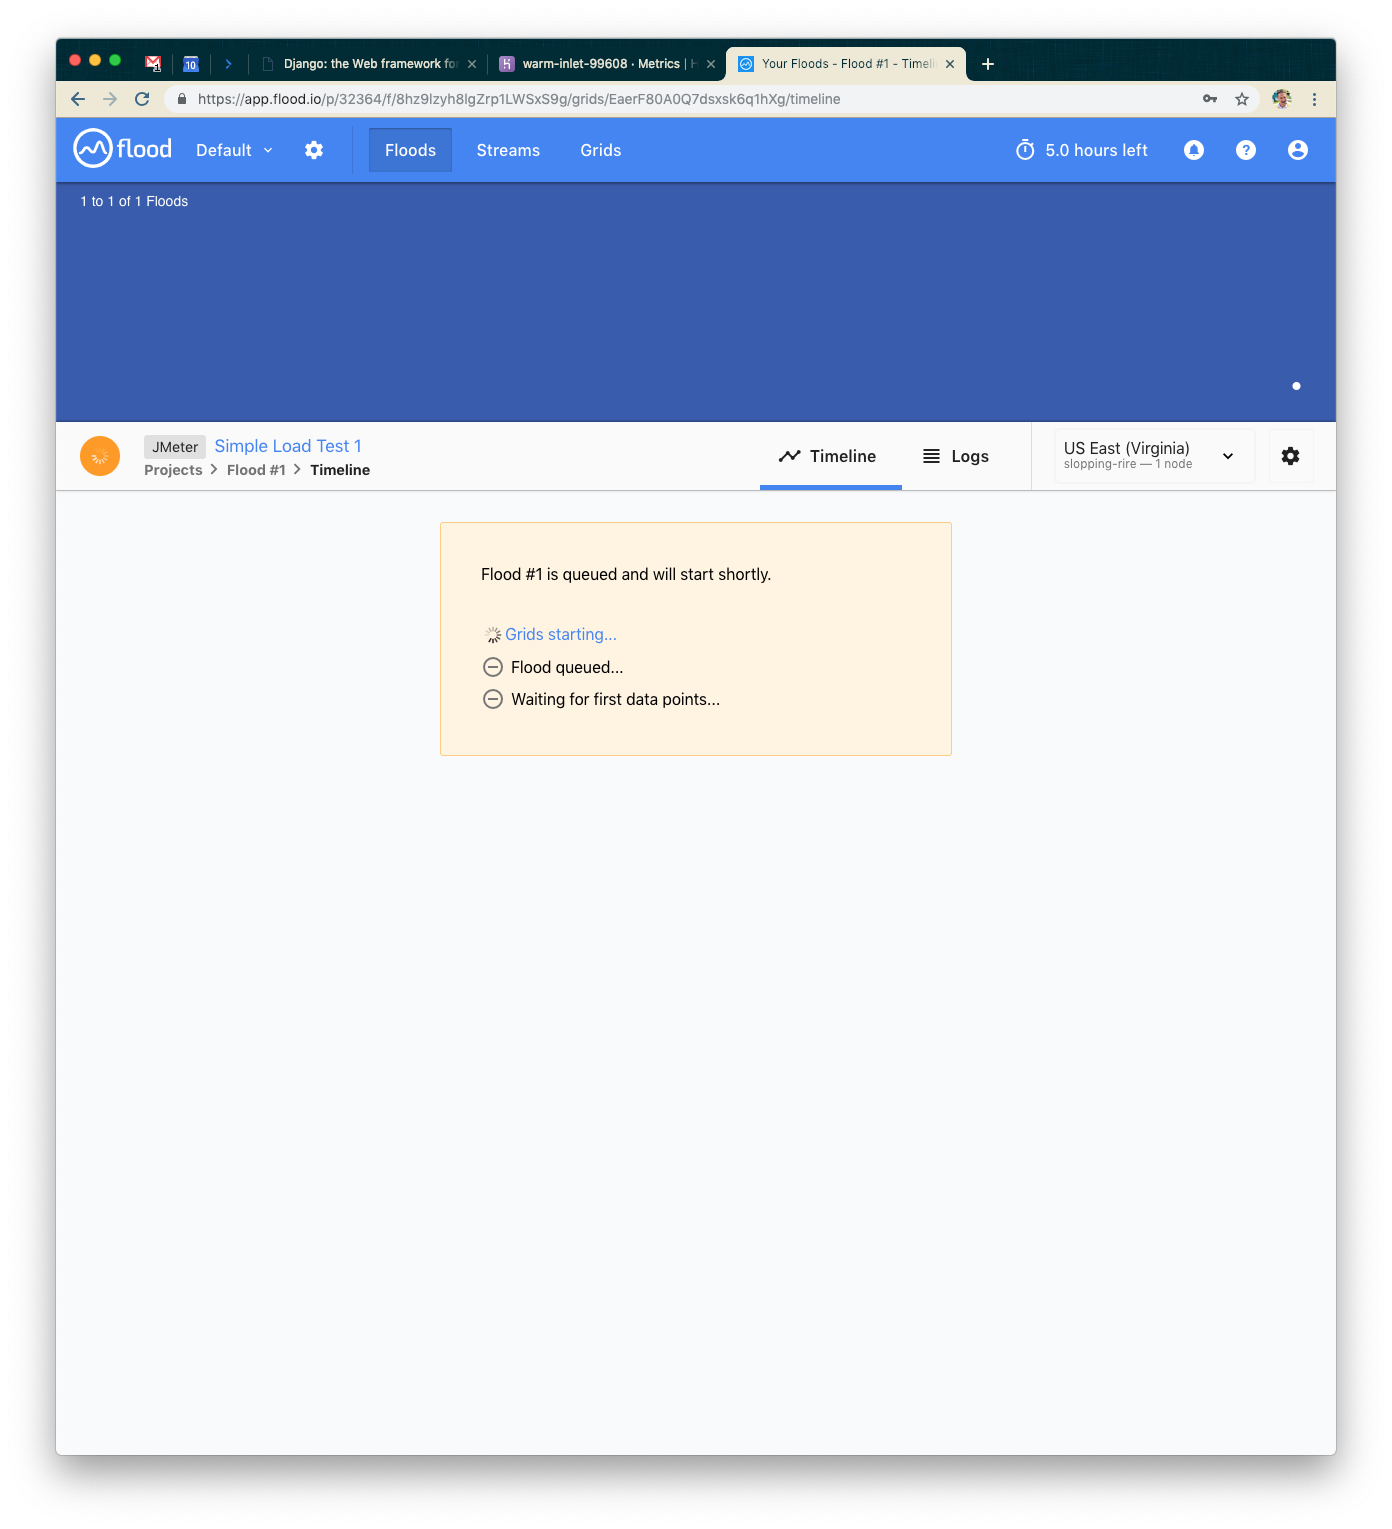 1
10
Django: the Web framework for
warm-inlet-99608 · Metrics | H
Your Floods - Flood #1 - Timeli
https://app.flood.io/p/32364/f/8hz9lzyh8lgZrp1LWSxS9g/grids/EaerF80A0Q7dsxsk6q1hXg/timeline
flood
Default
Floods
Streams
Grids
5.0 hours left
1 to 1 of 1 Floods
JMeter Simple Load Test 1
Projects > Flood #1 > Timeline
Timeline
Logs
US East (Virginia)
slopping-rire — 1 node
Flood #1 is queued and will start shortly.
Grids starting...
Flood queued...
Waiting for first data points...